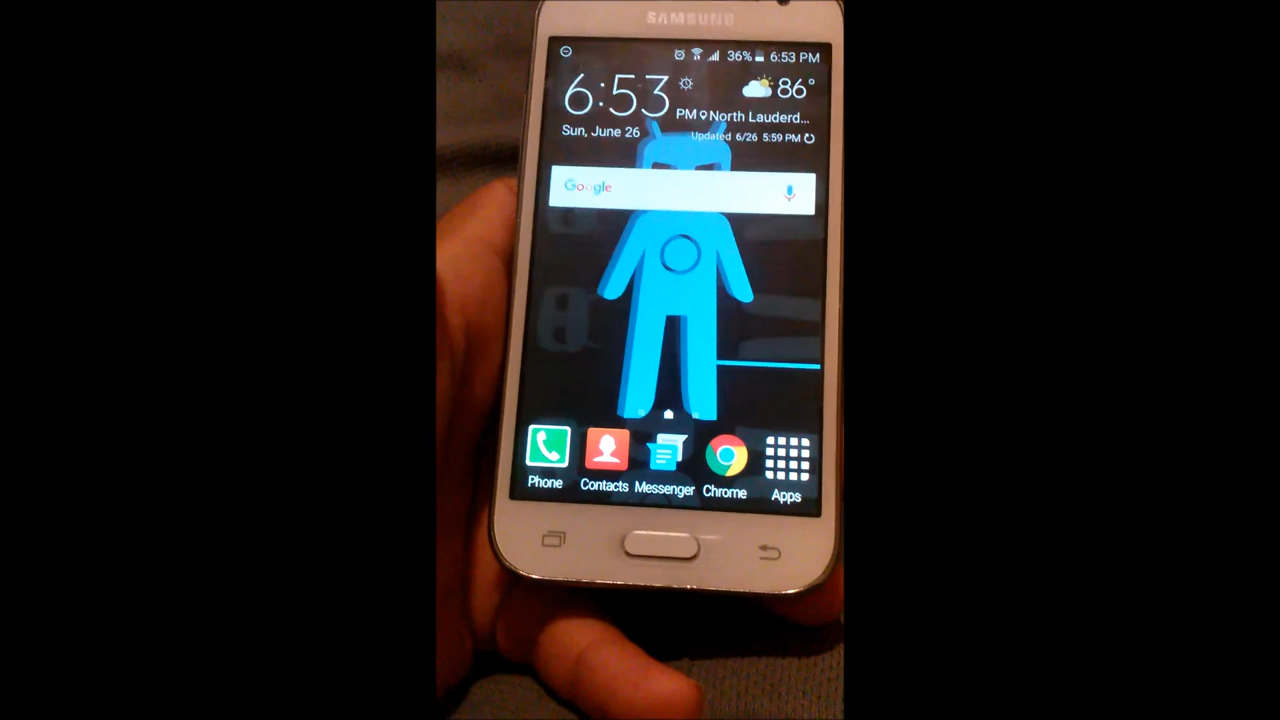 SAMSUNG
36% 6:53 PM
6:53 PM
86°
North Lauderd...
Sun, June 26
Updated 6/26 5:59 PM
Google
Phone
Contacts
Messenger
Chrome
Apps